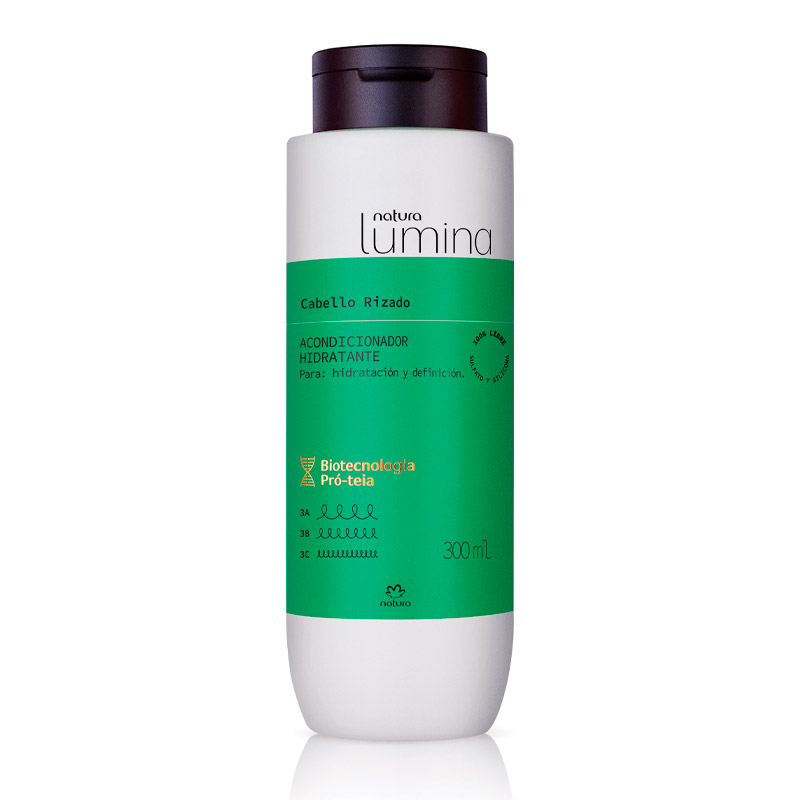 natura
lumina
Cabello Rizado
ACONDICIONADOR
HIDRATANTE
Para: hidratación y definición.
100% LIBRE
SULFATO Y SILICONA
Biotecnología
Pró-teia
3A
3B
3C
300 ml
natura